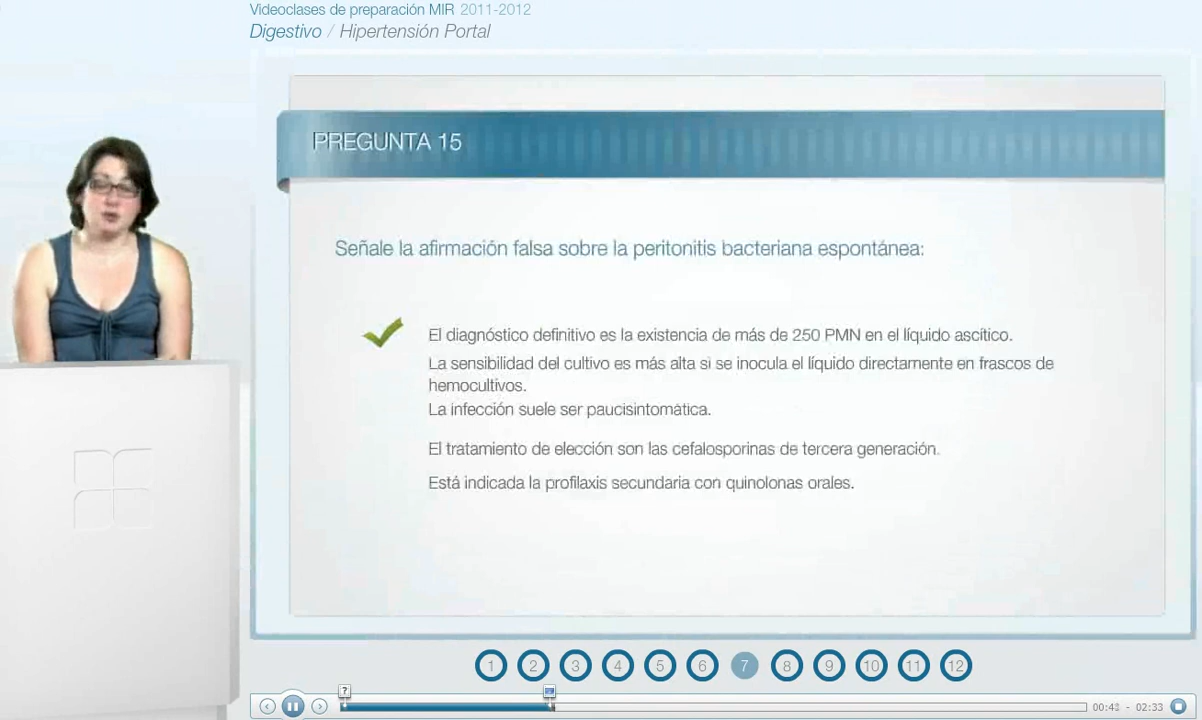 Videoclases de preparación MIR 2011-2012
Digestivo / Hipertensión Portal
PREGUNTA 15
Señale la afirmación falsa sobre la peritonitis bacteriana espontánea:
El diagnóstico definitivo es la existencia de más de 250 PMN en el líquido ascítico.
La sensibilidad del cultivo es más alta si se inocula el líquido directamente en frascos de
hemocultivos.
La infección suele ser paucisintomática.
El tratamiento de elección son las cefalosporinas de tercera generación.
Está indicada la profilaxis secundaria con quinolonas orales.
1 2 3 4 5 6 7 8 9 10 11 12
?
00:43 - 02:33